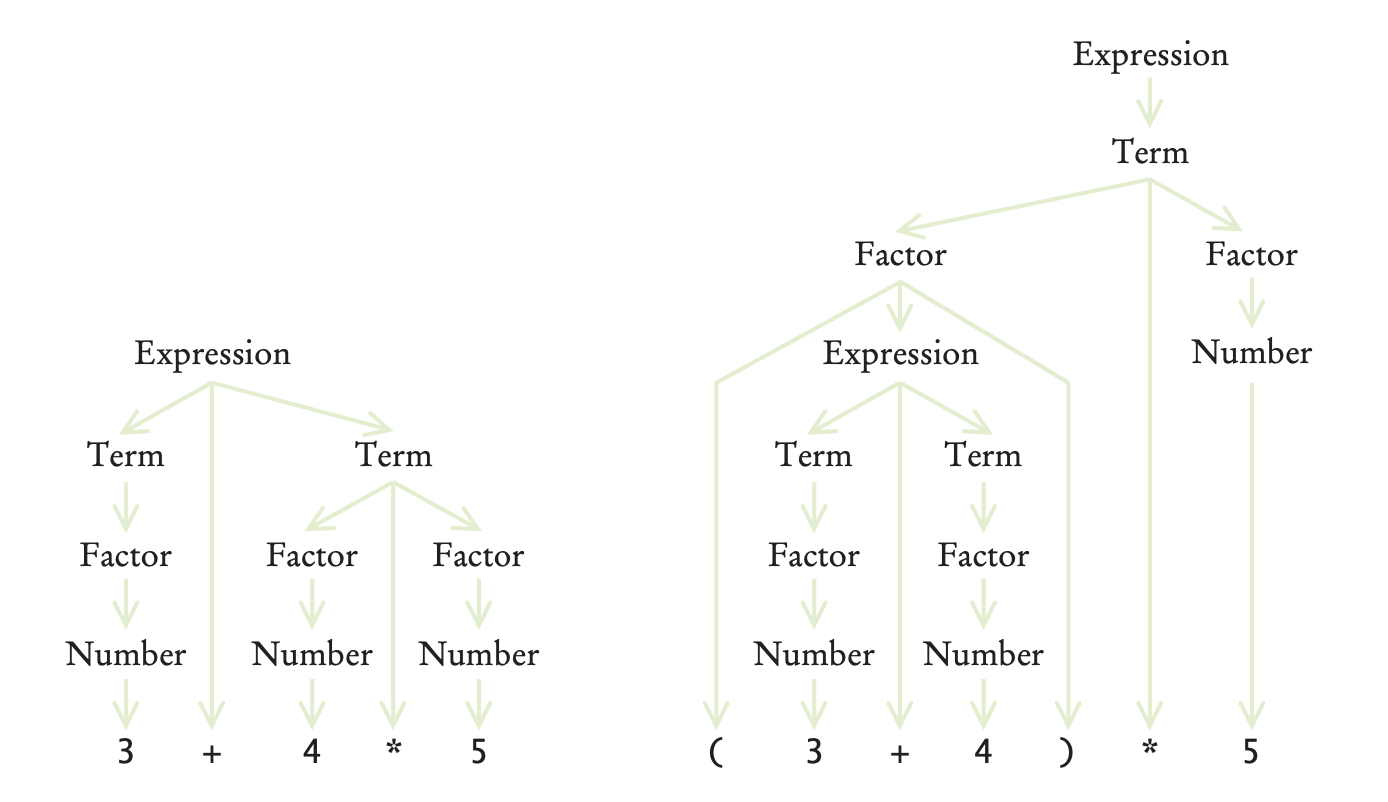 Expression
Term
Factor Factor
Expression Expression Number
Term Term Term Term
Factor Factor Factor Factor Factor
Number Number Number Number Number
3 + 4 * 5 ( 3 + 4 ) * 5